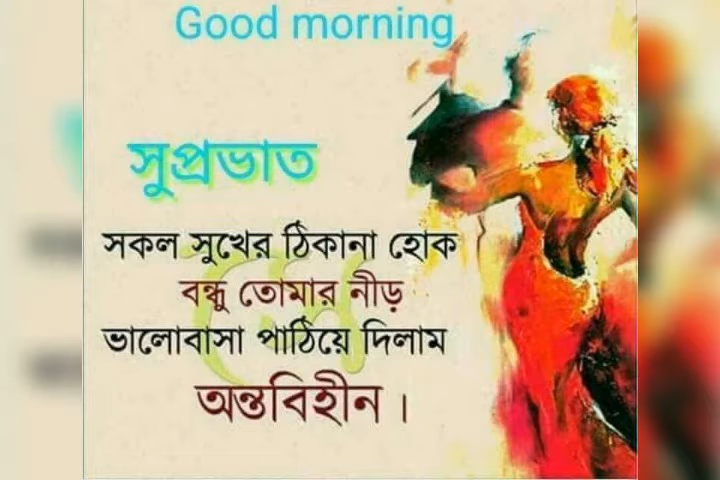 Good morning
সুপ্রভাত
সকল সুখের ঠিকানা হোক
বন্ধু তোমার নীড়
ভালোবাসা পাঠিয়ে দিলাম
অন্তবিহীন ।